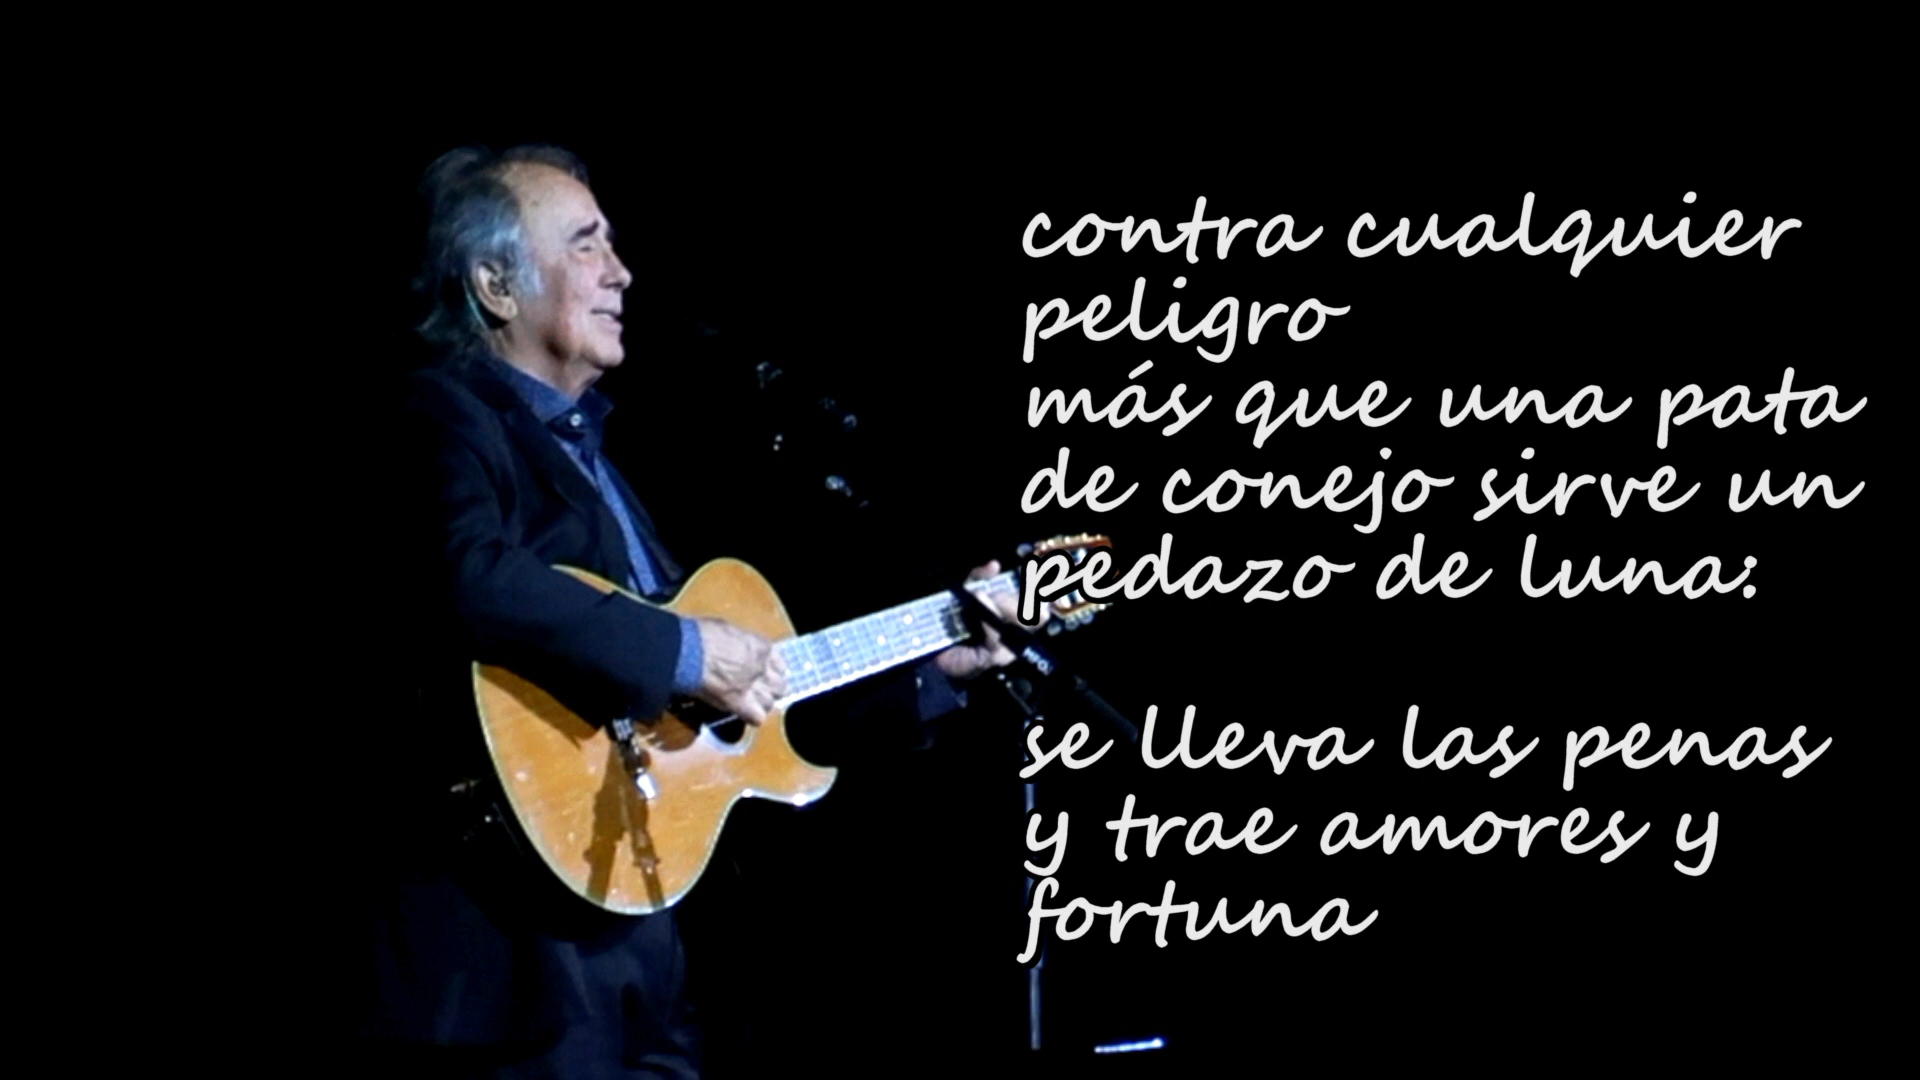 contra cualquier
peligro
más que una pata
de conejo sirve un
pedazo de luna:
se lleva las penas
y trae amores y
fortuna